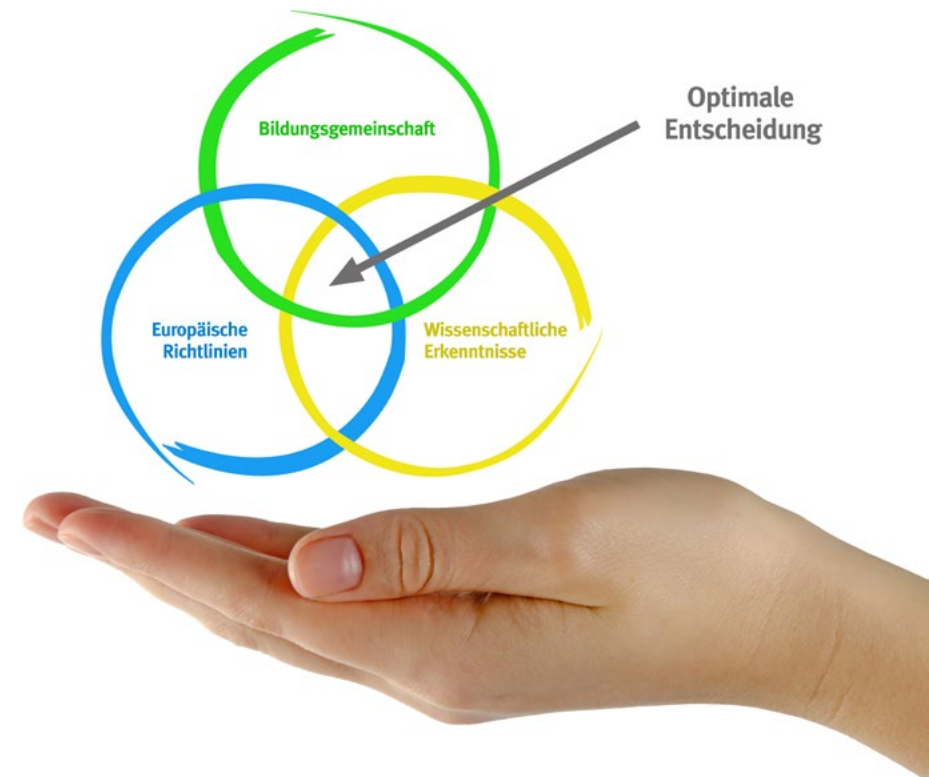 Bildungsgemeinschaft
Optimale
Entscheidung
Europäische
Richtlinien
Wissenschaftliche
Erkenntnisse